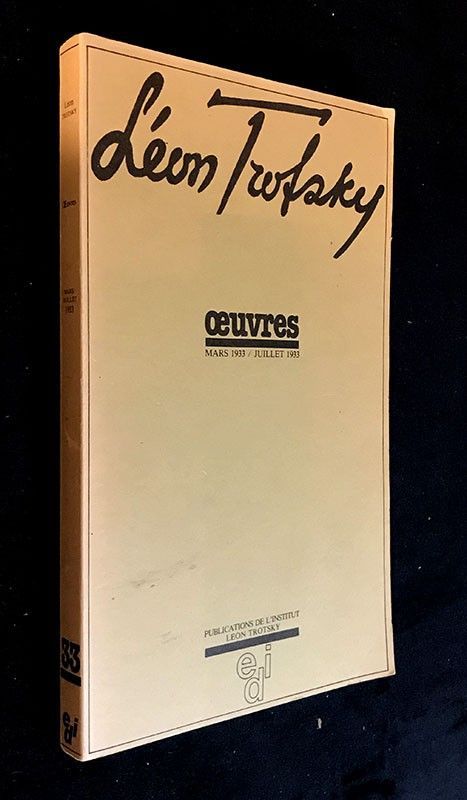 Léon Trotsky
œuvres
MARS 1933 / JUILLET 1933
PUBLICATIONS DE L'INSTITUT
LEON TROTSKY
edi
Léon
TROTSKY
Œuvres
MARS
JUILLET
1933
33
edi